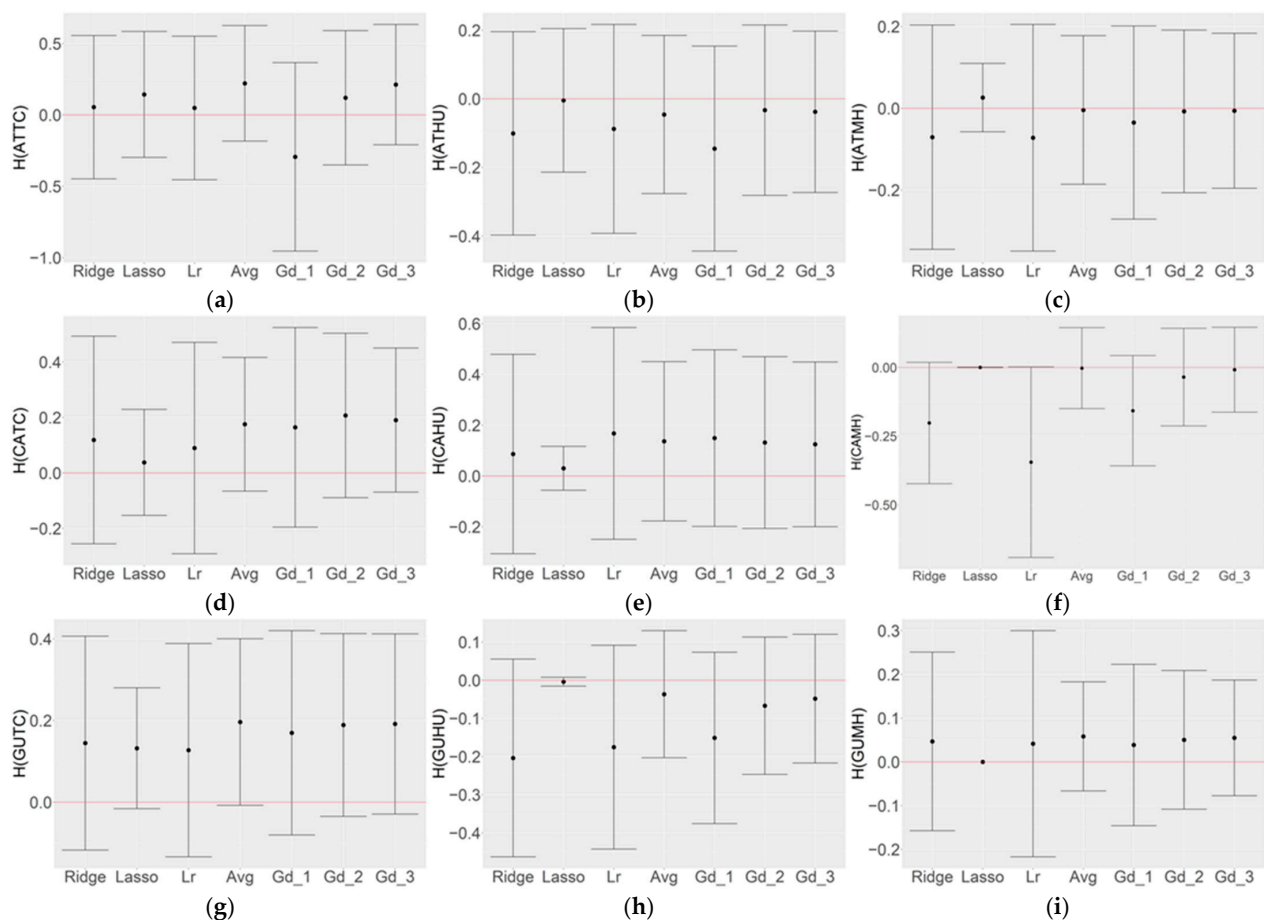 H(ATTC)
0.5
0.0
−0.5
−1.0
Ridge Lasso Lr Avg Gd_1 Gd_2 Gd_3
(a)
H(ATHU)
0.2
0.0
−0.2
−0.4
Ridge Lasso Lr Avg Gd_1 Gd_2 Gd_3
(b)
H(ATMH)
0.2
0.0
−0.2
Ridge Lasso Lr Avg Gd_1 Gd_2 Gd_3
(c)
H(CATC)
0.4
0.2
0.0
−0.2
Ridge Lasso Lr Avg Gd_1 Gd_2 Gd_3
(d)
H(CAHU)
0.6
0.4
0.2
0.0
−0.2
Ridge Lasso Lr Avg Gd_1 Gd_2 Gd_3
(e)
H(CAMH)
0.00
−0.25
−0.50
Ridge Lasso Lr Avg Gd_1 Gd_2 Gd_3
(f)
H(GUTC)
0.4
0.2
0.0
Ridge Lasso Lr Avg Gd_1 Gd_2 Gd_3
(g)
H(GUHU)
0.1
0.0
−0.1
−0.2
−0.3
−0.4
Ridge Lasso Lr Avg Gd_1 Gd_2 Gd_3
(h)
H(GUMH)
0.3
0.2
0.1
0.0
−0.1
−0.2
Ridge Lasso Lr Avg Gd_1 Gd_2 Gd_3
(i)